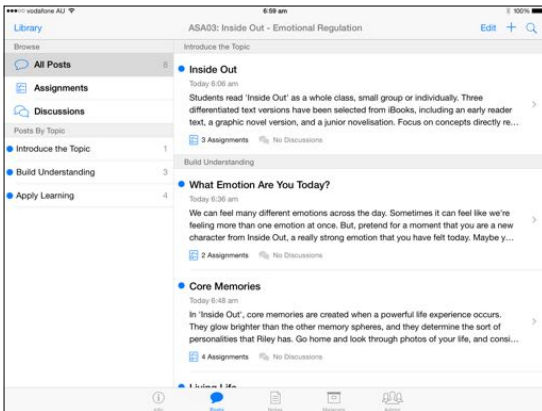 vodafone AU 6:59 am 100%
Library ASA03: Inside Out - Emotional Regulation Edit
Browse
All Posts 8
Assignments
Discussions
Posts By Topic
Introduce the Topic 1
Build Understanding 3
Apply Learning 4
Introduce the Topic
Inside Out
Today 6:06 am
Students read 'Inside Out' as a whole class, small group or individually. Three
differentiated text versions have been selected from iBooks, including an early reader
text, a graphic novel version, and a junior novelisation. Focus on concepts directly re...
3 Assignments No Discussions
Build Understanding
What Emotion Are You Today?
Today 6:36 am
We can feel many different emotions across the day. Sometimes it can feel like we're
feeling more than one emotion at once. But, pretend for a moment that you are a new
character from Inside Out, a really strong emotion that you have felt today. Maybe y...
2 Assignments No Discussions
Core Memories
Today 6:48 am
In 'Inside Out', core memories are created when a powerful life experience occurs.
They glow brighter than the other memory spheres, and they determine the sort of
personalities that Riley has. Go home and look through photos of your life, and consi...
4 Assignments No Discussions
Living Life
Info Posts Notes Materials Admin